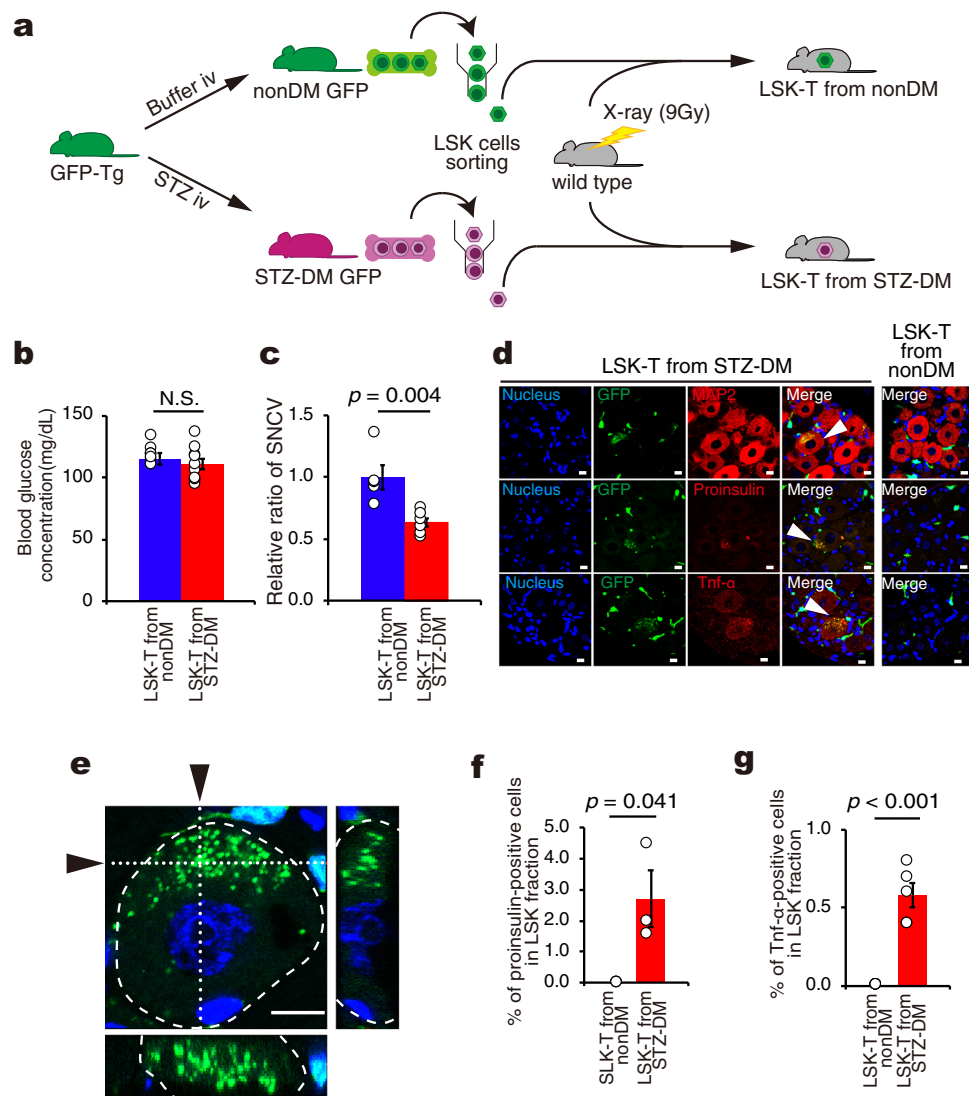 a
Buffer iv
nonDM GFP
GFP-Tg
STZ iv
STZ-DM GFP
LSK cells
sorting
X-ray (9Gy)
wild type
LSK-T from nonDM
LSK-T from STZ-DM
b
N.S.
Blood glucose
concentration(mg/dL)
150
100
50
0
LSK-T from
nonDM
LSK-T from
STZ-DM
c
p = 0.004
Relative ratio of SNCV
1.5
1.0
0.5
0.0
LSK-T from
nonDM
LSK-T from
STZ-DM
d
LSK-T from STZ-DM
LSK-T
from
nonDM
Nucleus GFP MAP2 Merge Merge
Nucleus GFP Proinsulin Merge Merge
Nucleus GFP Tnf-α Merge Merge
e
f
p = 0.041
% of proinsulin-positive cells
in LSK fraction
5.0
4.0
3.0
2.0
1.0
0.0
SLK-T from
nonDM
LSK-T from
STZ-DM
g
p < 0.001
% of Tnf-α-positive cells
in LSK fraction
1.0
0.5
0
LSK-T from
nonDM
LSK-T from
STZ-DM